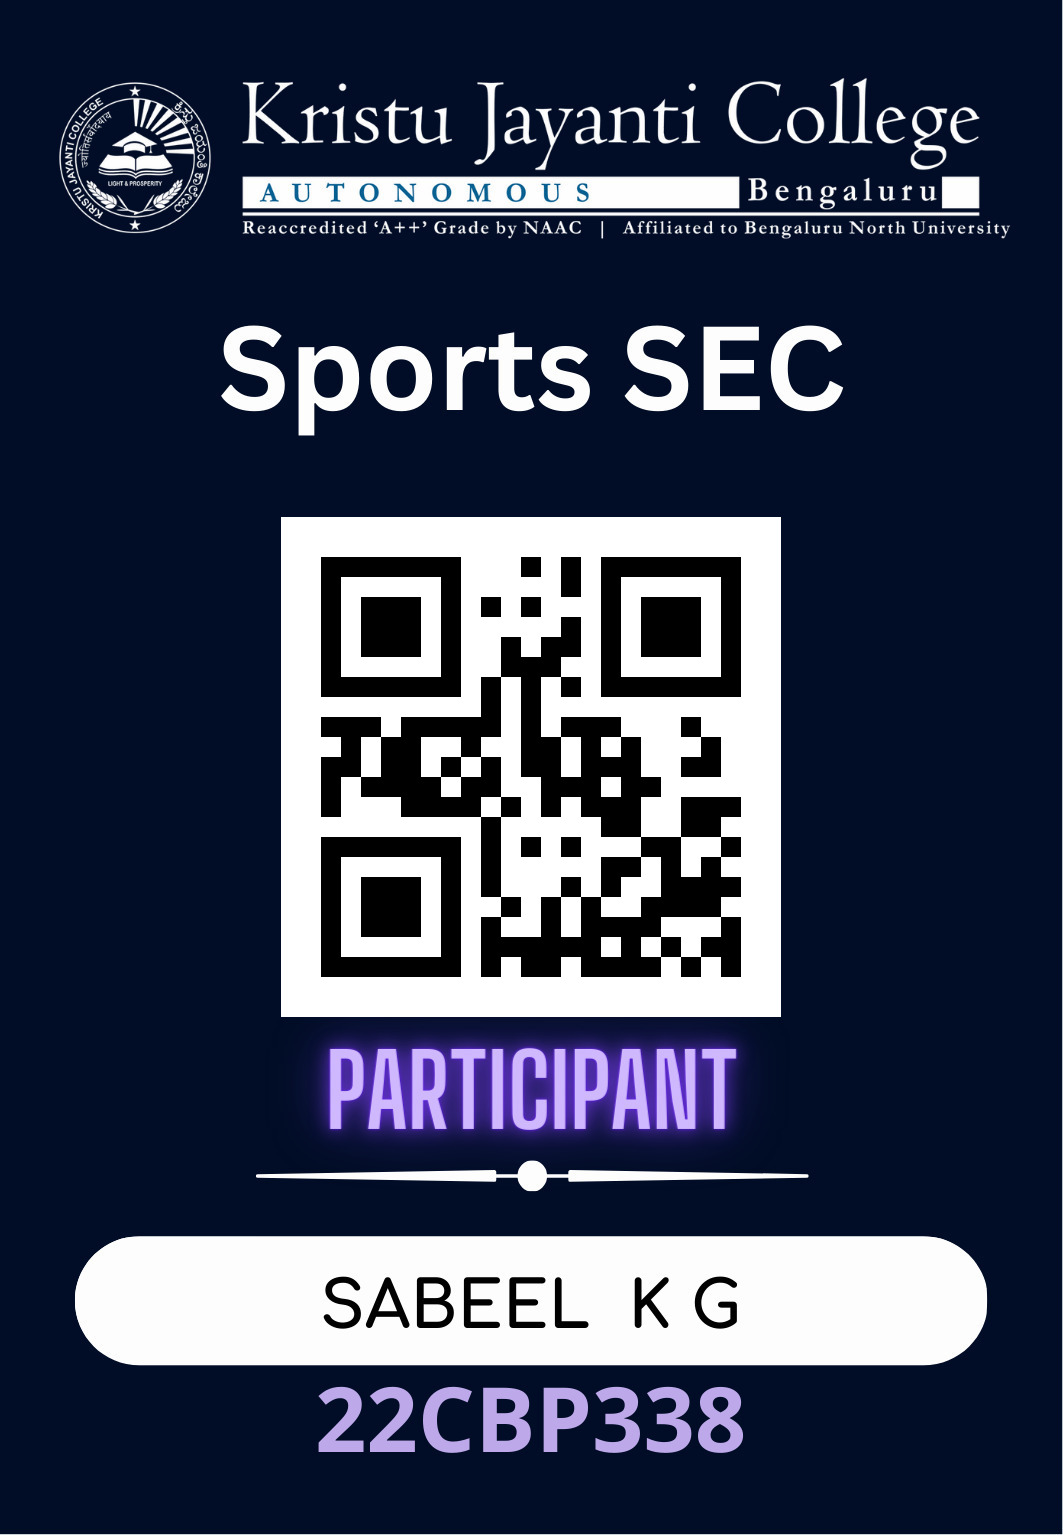 KRISTU JAYANTI COLLEGE
ಕ್ರಿಸ್ತು ಜಯಂತಿ ಕಾಲೇಜು
LIGHT & PROSPERITY
Kristu Jayanti College
AUTONOMOUS Bengaluru
Reaccredited ‘A++’ Grade by NAAC | Affiliated to Bengaluru North University
Sports SEC
PARTICIPANT
SABEEL K G
22CBP338